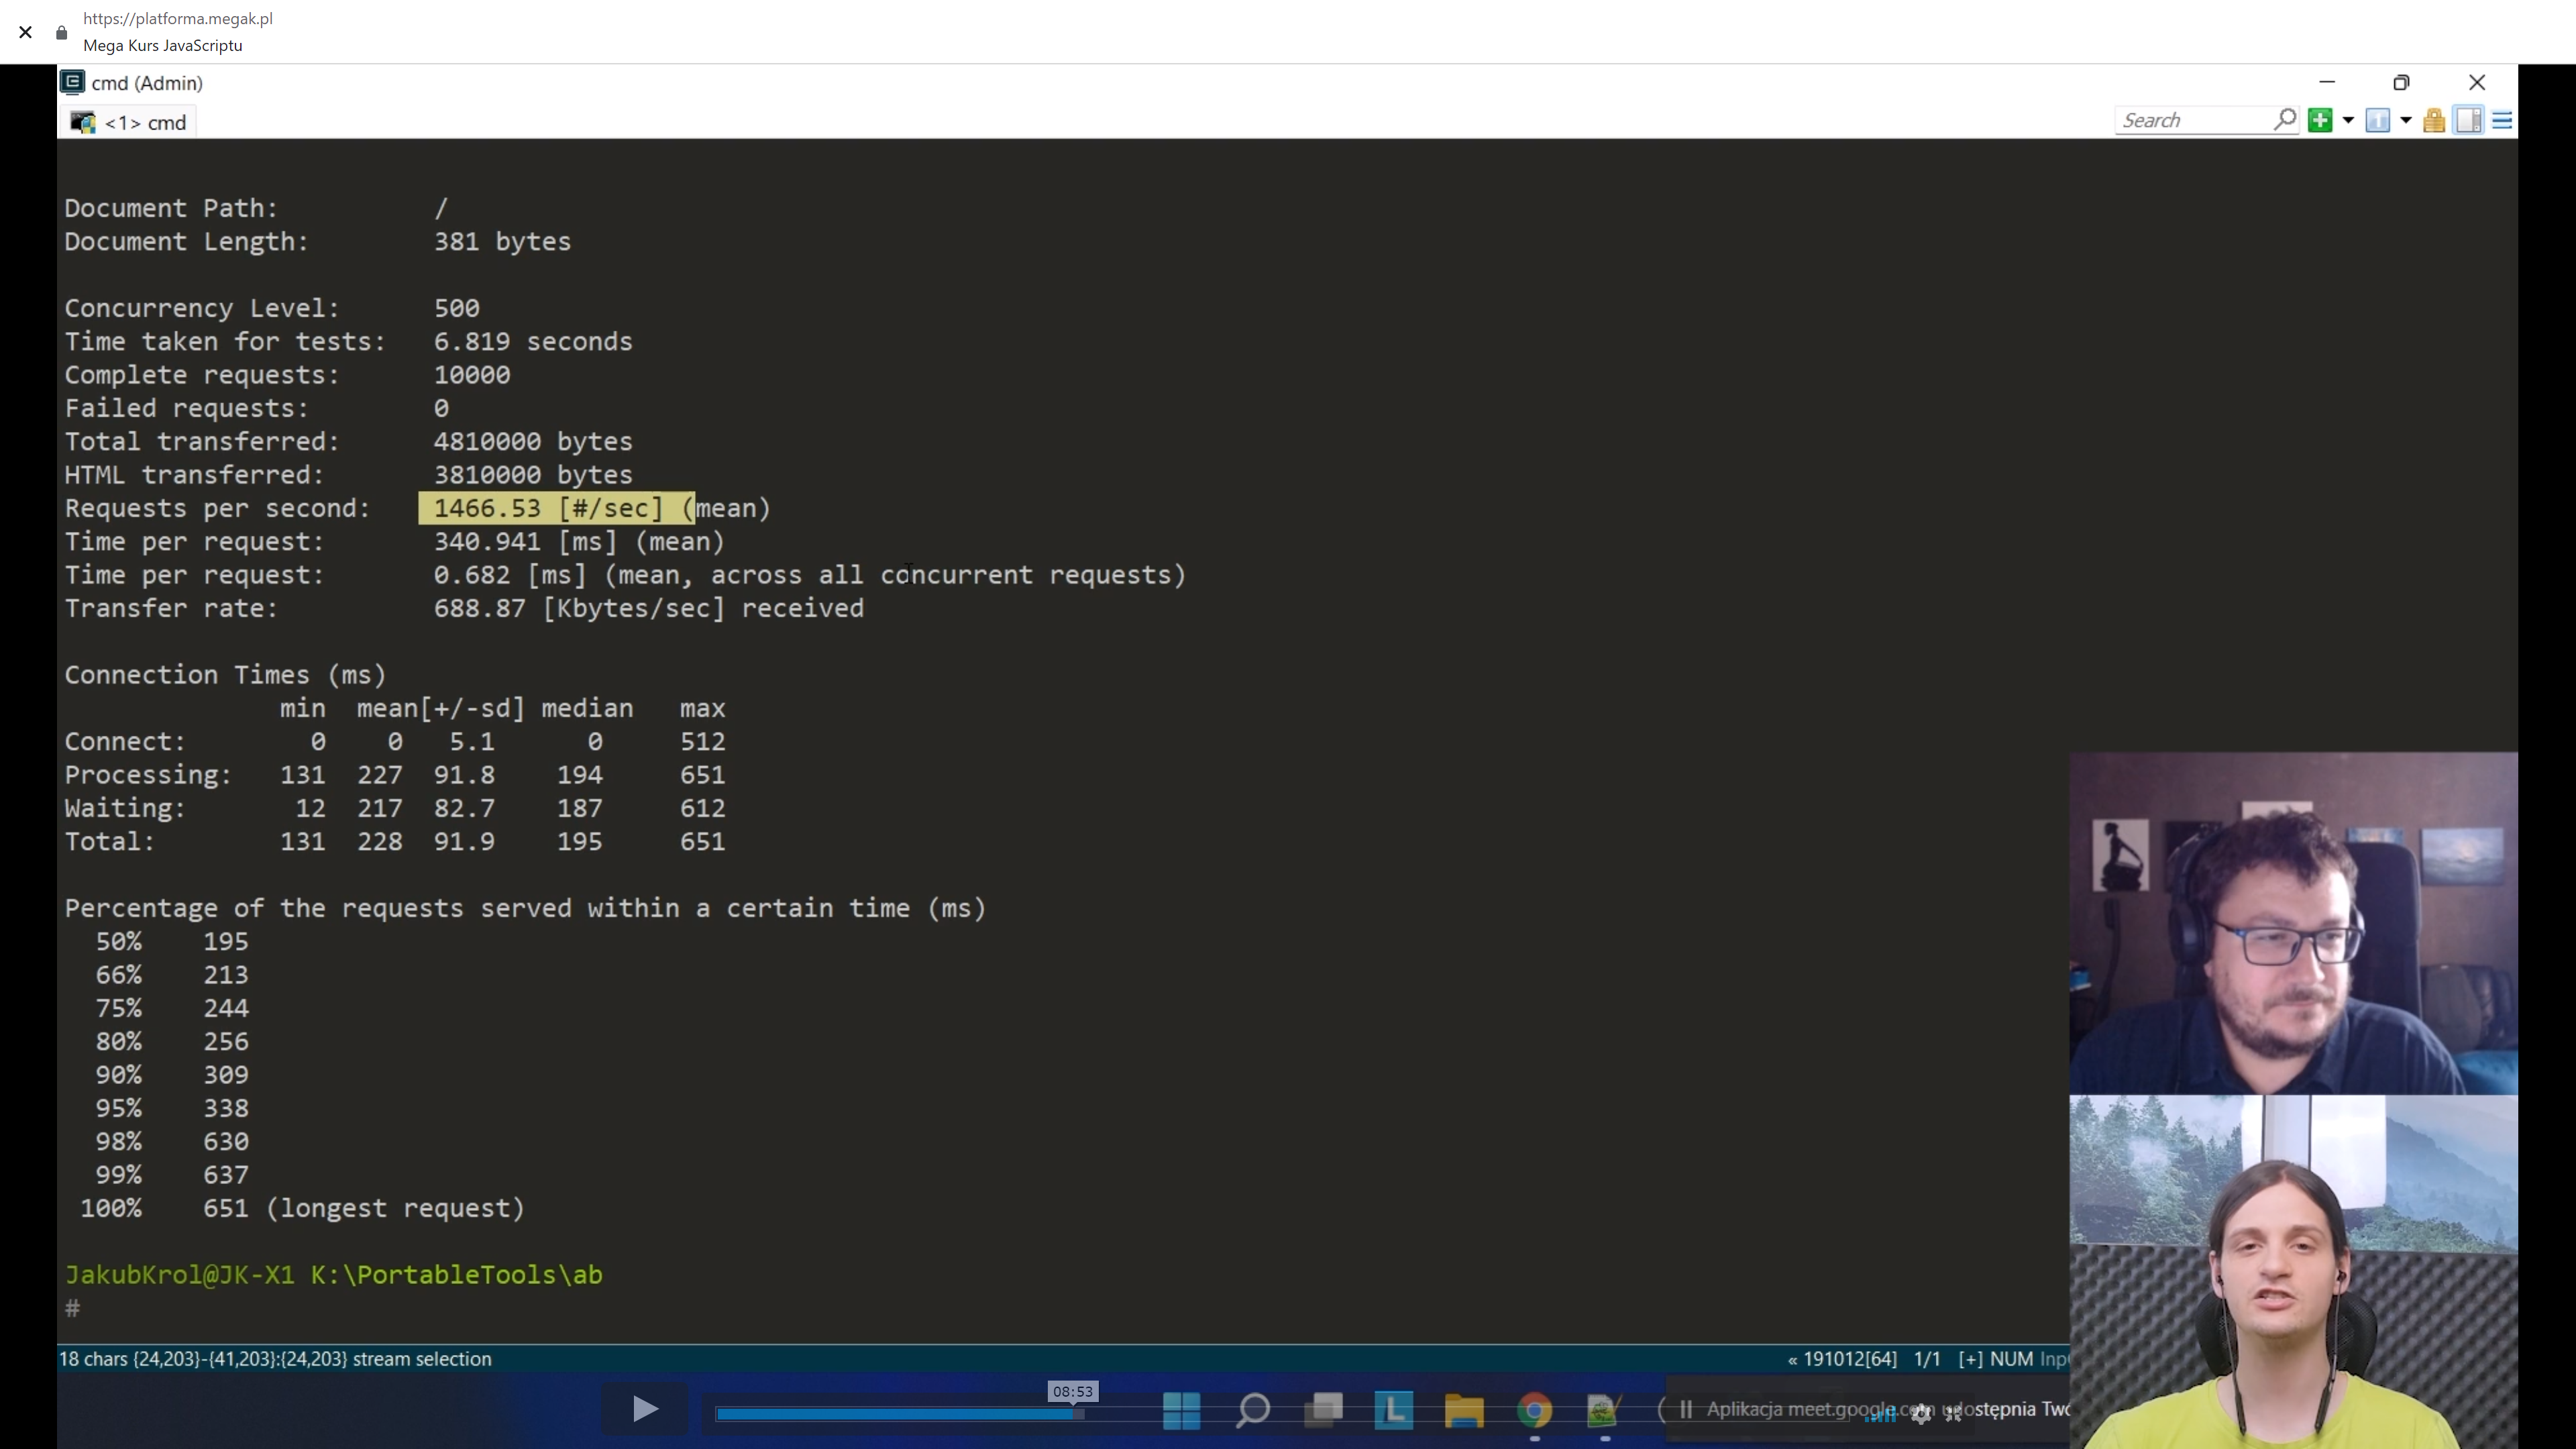 https://platforma.megak.pl
Mega Kurs JavaScriptu
cmd (Admin)
<1> cmd
Search
Document Path: /
Document Length: 381 bytes
Concurrency Level: 500
Time taken for tests: 6.819 seconds
Complete requests: 10000
Failed requests: 0
Total transferred: 4810000 bytes
HTML transferred: 3810000 bytes
Requests per second: 1466.53 [#/sec] (mean)
Time per request: 340.941 [ms] (mean)
Time per request: 0.682 [ms] (mean, across all concurrent requests)
Transfer rate: 688.87 [Kbytes/sec] received
Connection Times (ms)
min mean[+/-sd] median max
Connect: 0 0 5.1 0 512
Processing: 131 227 91.8 194 651
Waiting: 12 217 82.7 187 612
Total: 131 228 91.9 195 651
Percentage of the requests served within a certain time (ms)
50% 195
66% 213
75% 244
80% 256
90% 309
95% 338
98% 630
99% 637
100% 651 (longest request)
JakubKrol@JK-X1 K:\PortableTools\ab
#
18 chars {24,203}-{41,203}:{24,203} stream selection
« 191012[64] 1/1 [+] NUM Inp
08:53
L
Aplikacja meet.google.com udostępnia Two